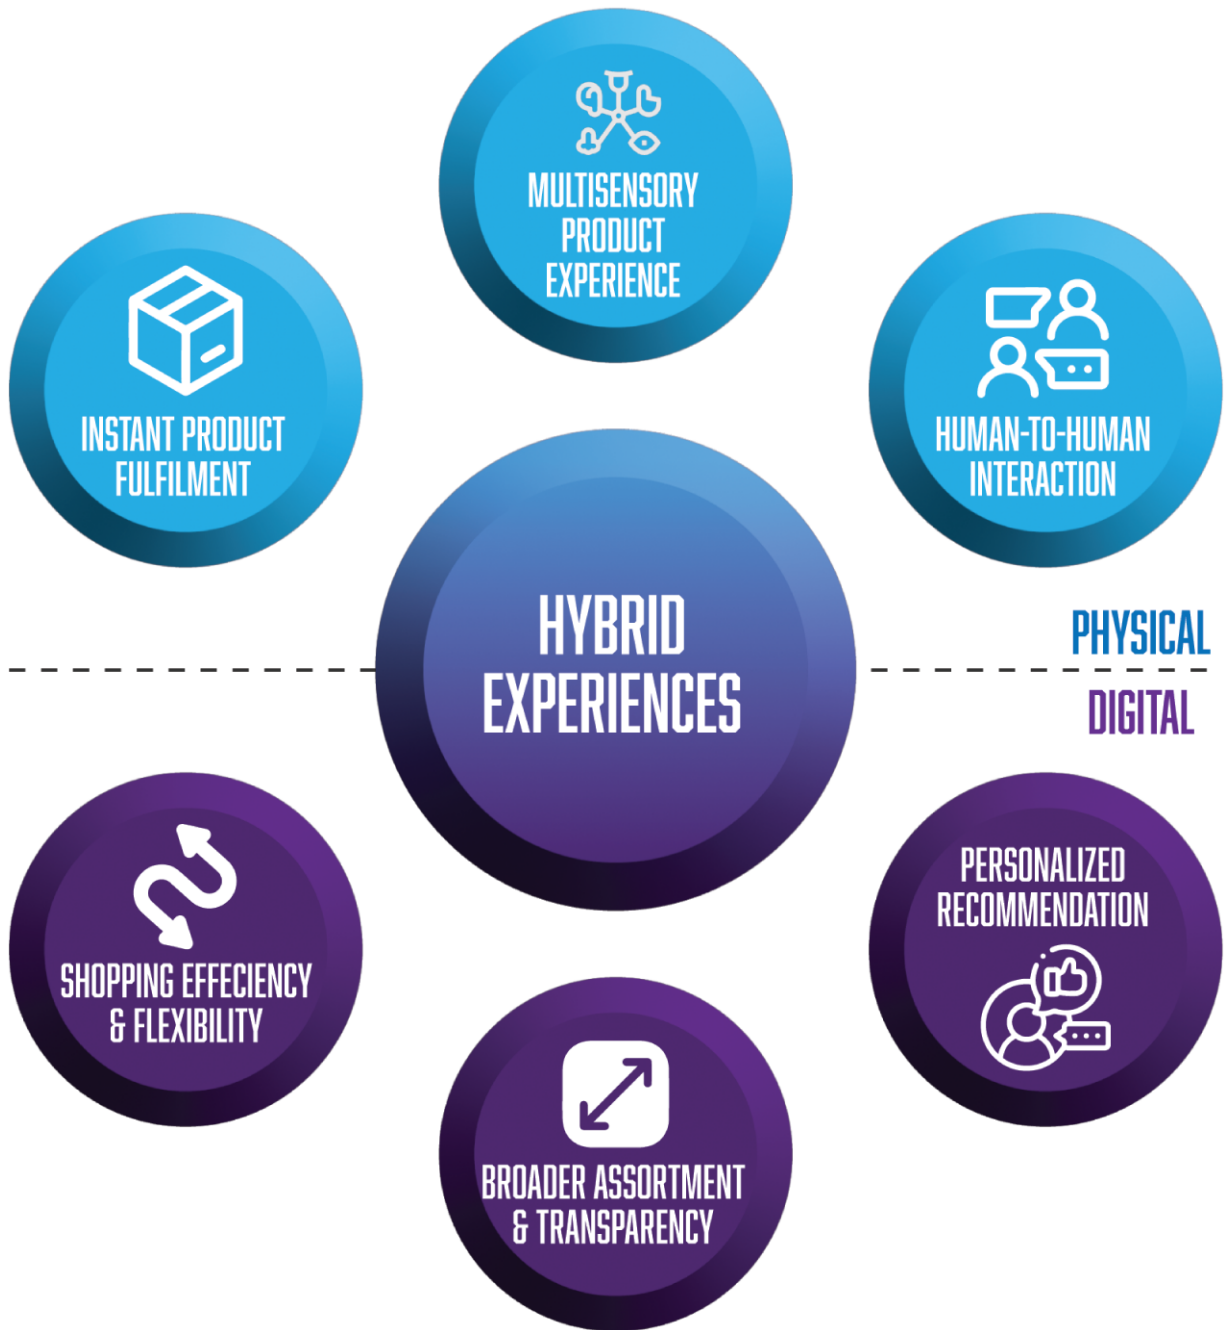 MULTISENSORY
PRODUCT
EXPERIENCE
INSTANT PRODUCT
FULFILMENT
HUMAN-TO-HUMAN
INTERACTION
HYBRID
EXPERIENCES
PHYSICAL
DIGITAL
SHOPPING EFFECIENCY
& FLEXIBILITY
PERSONALIZED
RECOMMENDATION
BROADER ASSORTMENT
& TRANSPARENCY